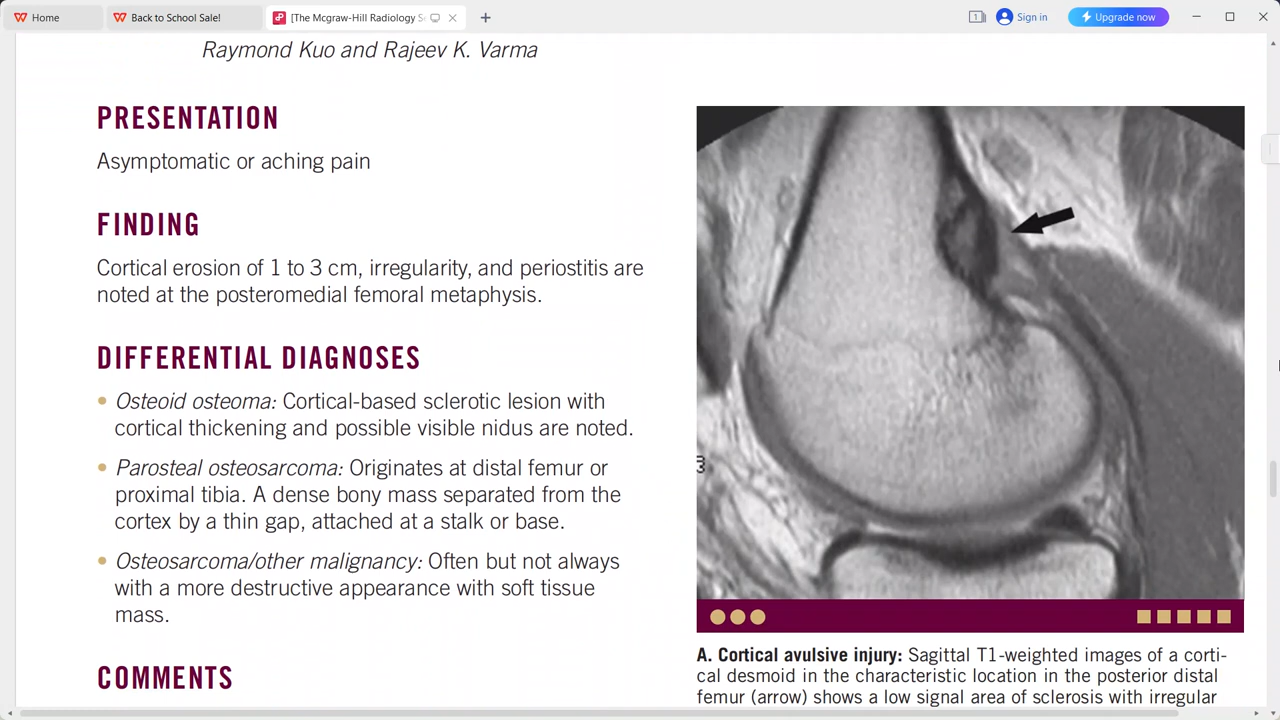 Home
Back to School Sale!
[The Mcgraw-Hill Radiology S
1
Sign in
Upgrade now
Raymond Kuo and Rajeev K. Varma
PRESENTATION
Asymptomatic or aching pain
FINDING
Cortical erosion of 1 to 3 cm, irregularity, and periostitis are
noted at the posteromedial femoral metaphysis.
DIFFERENTIAL DIAGNOSES
Osteoid osteoma: Cortical-based sclerotic lesion with
cortical thickening and possible visible nidus are noted.
Parosteal osteosarcoma: Originates at distal femur or
proximal tibia. A dense bony mass separated from the
cortex by a thin gap, attached at a stalk or base.
Osteosarcoma/other malignancy: Often but not always
with a more destructive appearance with soft tissue
mass.
COMMENTS
3
A. Cortical avulsive injury: Sagittal T1-weighted images of a corti-
cal desmoid in the characteristic location in the posterior distal
femur (arrow) shows a low signal area of sclerosis with irregular